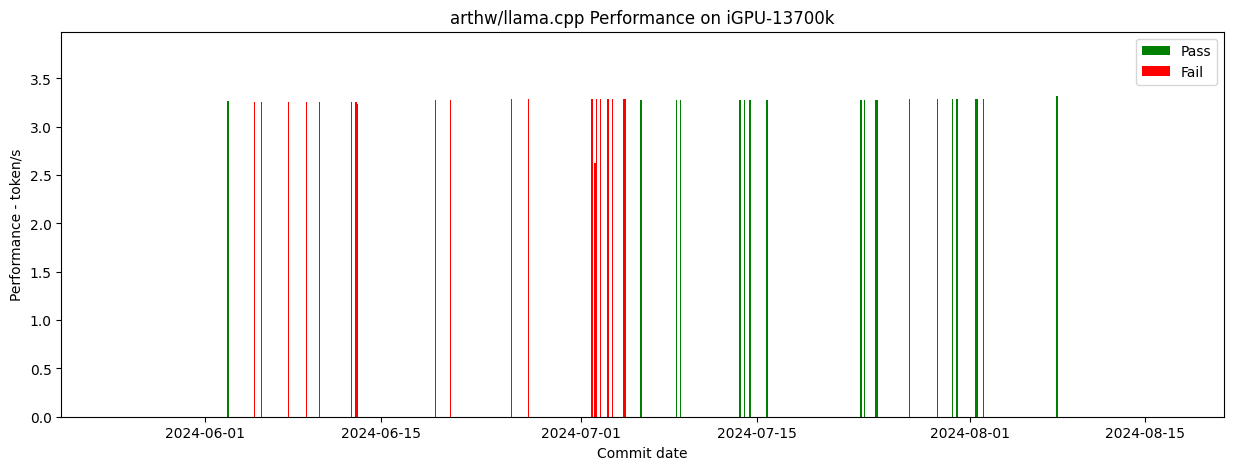 arthw/llama.cpp Performance on iGPU-13700k
Pass
Fail
Performance - token/s
3.5
3.0
2.5
2.0
1.5
1.0
0.5
0.0
2024-06-01 2024-06-15 2024-07-01 2024-07-15 2024-08-01 2024-08-15
Commit date